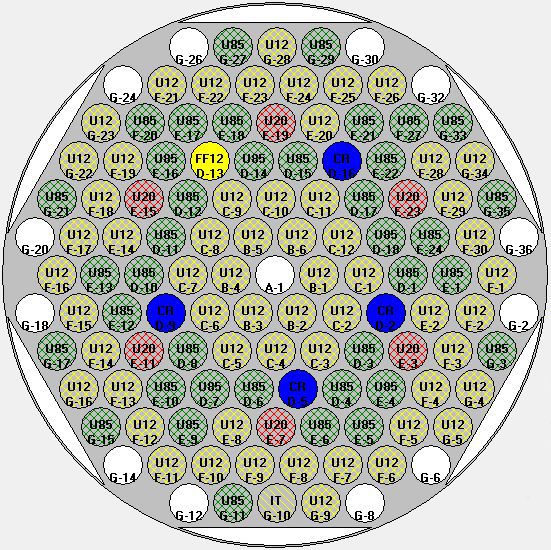 U85 U12 U85
G-26 G-27 G-28 G-29 G-30
U12 U12 U12 U12 U12 U12
G-24 F-21 F-22 F-23 F-24 F-25 F-26 G-32
U12 U85 U85 U85 U20 U12 U85 U85 U85
G-23 F-20 E-17 E-18 E-19 E-20 E-21 F-27 G-33
U12 U12 U85 FF12 U85 U85 CR U85 U12 U12
G-22 F-19 E-16 D-13 D-14 D-15 D-16 E-22 F-28 G-34
U85 U12 U20 U85 U12 U12 U12 U85 U20 U12 U85
G-21 F-18 E-15 D-12 C-9 C-10 C-11 D-17 E-23 F-29 G-35
U12 U12 U85 U12 U12 U12 U12 U85 U85 U12
G-20 F-17 E-14 D-11 C-8 B-5 B-6 C-12 D-18 E-24 F-30 G-36
U12 U85 U85 U12 U12 U12 U12 U85 U85 U12
F-16 E-13 D-10 C-7 B-4 A-1 B-1 C-1 D-1 E-1 F-1
U12 U85 CR U12 U12 U12 U12 CR U12 U12
G-18 F-15 E-12 D-9 C-6 B-3 B-2 C-2 D-2 E-2 F-2 G-2
U85 U12 U20 U85 U12 U12 U12 U85 U20 U12 U85
G-17 F-14 E-11 D-8 C-5 C-4 C-3 D-3 E-3 F-3 G-3
U12 U12 U85 U85 U85 CR U85 U85 U12 U12
G-16 F-13 E-10 D-7 D-6 D-5 D-4 E-4 F-4 G-4
U85 U12 U85 U12 U20 U85 U85 U12 U12
G-15 F-12 E-9 E-8 E-7 E-6 E-5 F-5 G-5
U12 U12 U12 U12 U12 U12
G-14 F-11 F-10 F-9 F-8 F-7 F-6 G-6
U85 IT U12
G-12 G-11 G-10 G-9 G-8